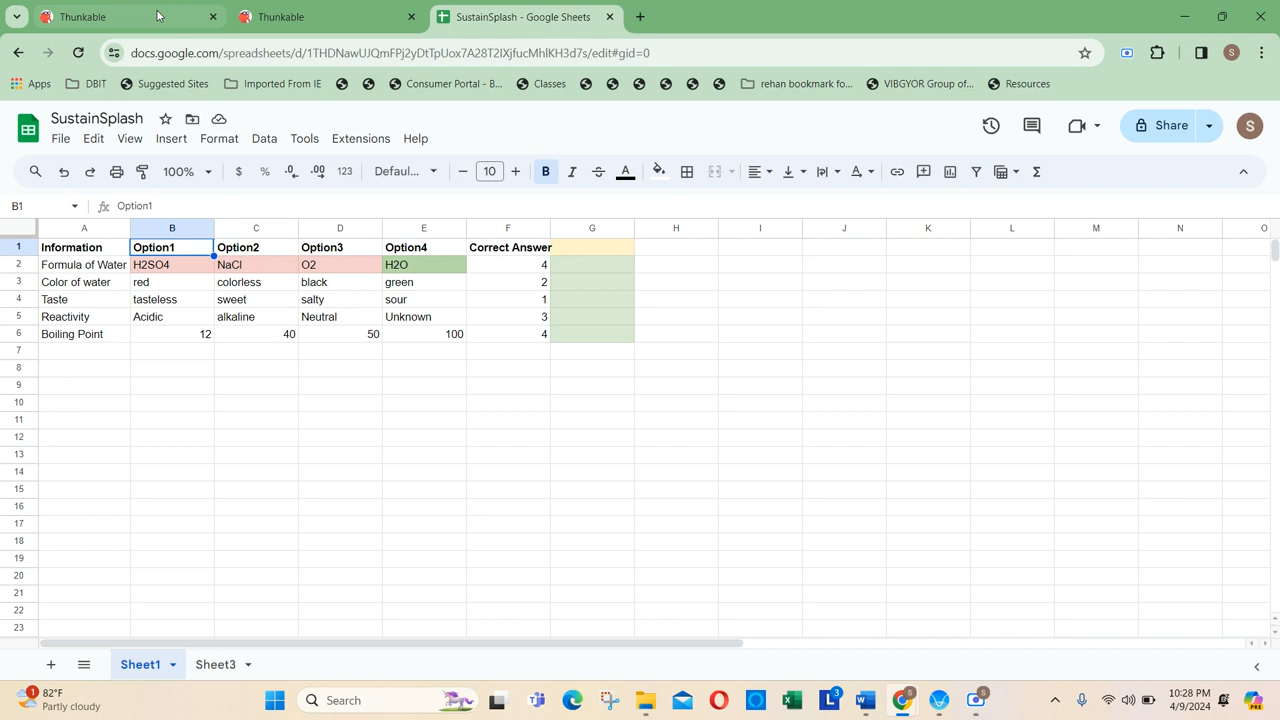 Thunkable
Thunkable
SustainSplash - Google Sheets
docs.google.com/spreadsheets/d/1THDNawUJQmFPj2yDtTpUox7A28T2IXjfucMhlKH3d7s/edit#gid=0
S
Apps DBIT Suggested Sites Imported From IE Consumer Portal - B... Classes rehan bookmark fo... VIBGYOR Group of... Resources
SustainSplash
File Edit View Insert Format Data Tools Extensions Help
Share
S
100% $ % .0 .00 123 Defaul... 10 B I S A
B1 Option1
A B C D E F G H I J K L M N O
1 Information Option1 Option2 Option3 Option4 Correct Answer
2 Formula of Water H2SO4 NaCl O2 H2O 4
3 Color of water red colorless black green 2
4 Taste tasteless sweet salty sour 1
5 Reactivity Acidic alkaline Neutral Unknown 3
6 Boiling Point 12 40 50 100 4
7
8
9
10
11
12
13
14
15
16
17
18
19
20
21
22
23
Sheet1 Sheet3
1 82°F
Partly cloudy
Search
3
10:28 PM
4/9/2024